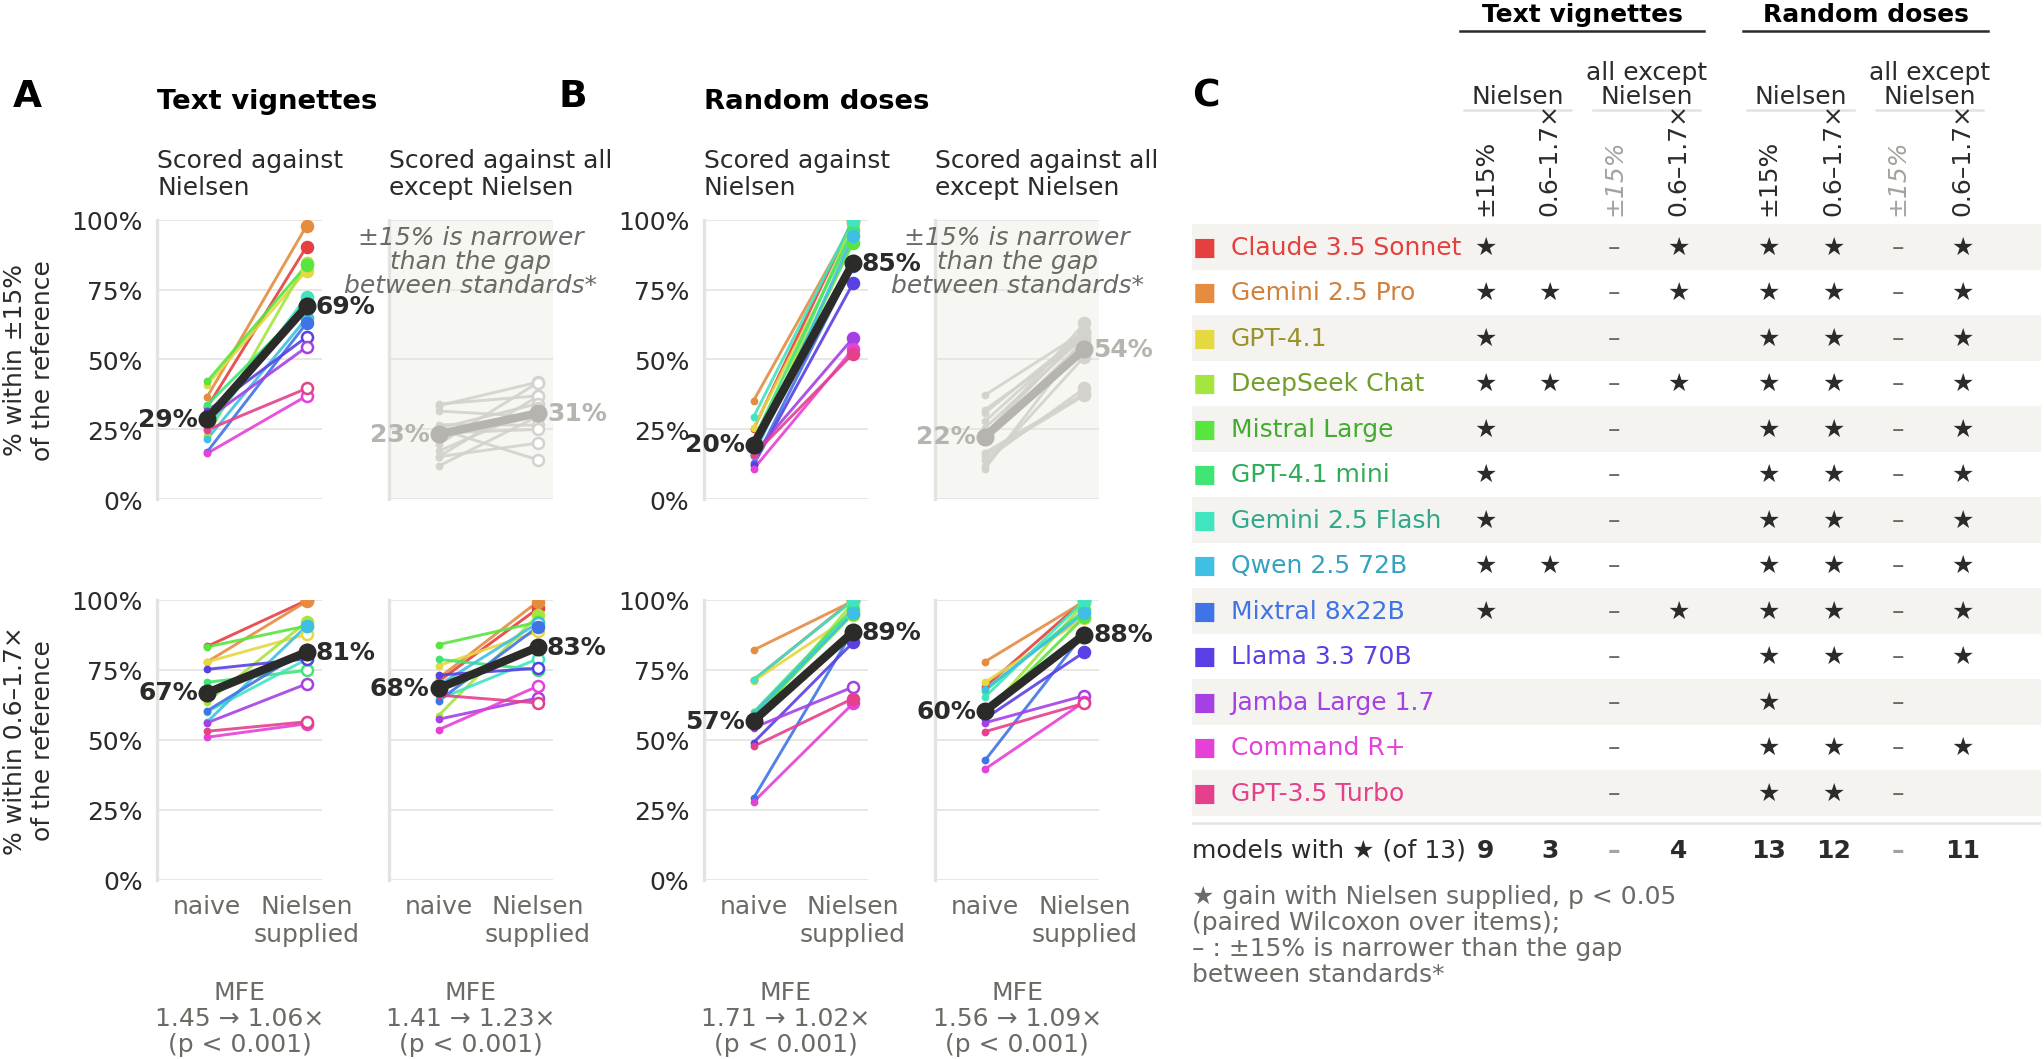 A
Text vignettes
Scored against
Nielsen
Scored against all
except Nielsen
% within ±15%
of the reference
100%
75%
50%
25%
0%
29%
69%
±15% is narrower
than the gap
between standards*
23%
31%
% within 0.6–1.7×
of the reference
100%
75%
50%
25%
0%
67%
81%
68%
83%
naive
Nielsen
supplied
naive
Nielsen
supplied
MFE
1.45 → 1.06×
(p < 0.001)
MFE
1.41 → 1.23×
(p < 0.001)
B
Random doses
Scored against
Nielsen
Scored against all
except Nielsen
100%
75%
50%
25%
0%
20%
85%
±15% is narrower
than the gap
between standards*
22%
54%
100%
75%
50%
25%
0%
57%
89%
60%
88%
naive
Nielsen
supplied
naive
Nielsen
supplied
MFE
1.71 → 1.02×
(p < 0.001)
MFE
1.56 → 1.09×
(p < 0.001)
C
Text vignettes
Random doses
Nielsen
all except
Nielsen
Nielsen
all except
Nielsen
±15%
0.6–1.7×
±15%
0.6–1.7×
±15%
0.6–1.7×
±15%
0.6–1.7×
Claude 3.5 Sonnet ★ – ★ ★ ★ – ★
Gemini 2.5 Pro ★ ★ – ★ ★ ★ – ★
GPT-4.1 ★ – ★ ★ – ★
DeepSeek Chat ★ ★ – ★ ★ ★ – ★
Mistral Large ★ – ★ ★ – ★
GPT-4.1 mini ★ – ★ ★ – ★
Gemini 2.5 Flash ★ – ★ ★ – ★
Qwen 2.5 72B ★ ★ – ★ ★ – ★
Mixtral 8x22B ★ – ★ ★ ★ – ★
Llama 3.3 70B – ★ ★ – ★
Jamba Large 1.7 – ★ –
Command R+ – ★ ★ – ★
GPT-3.5 Turbo – ★ ★ –
models with ★ (of 13) 9 3 – 4 13 12 – 11
★ gain with Nielsen supplied, p < 0.05
(paired Wilcoxon over items);
– : ±15% is narrower than the gap
between standards*